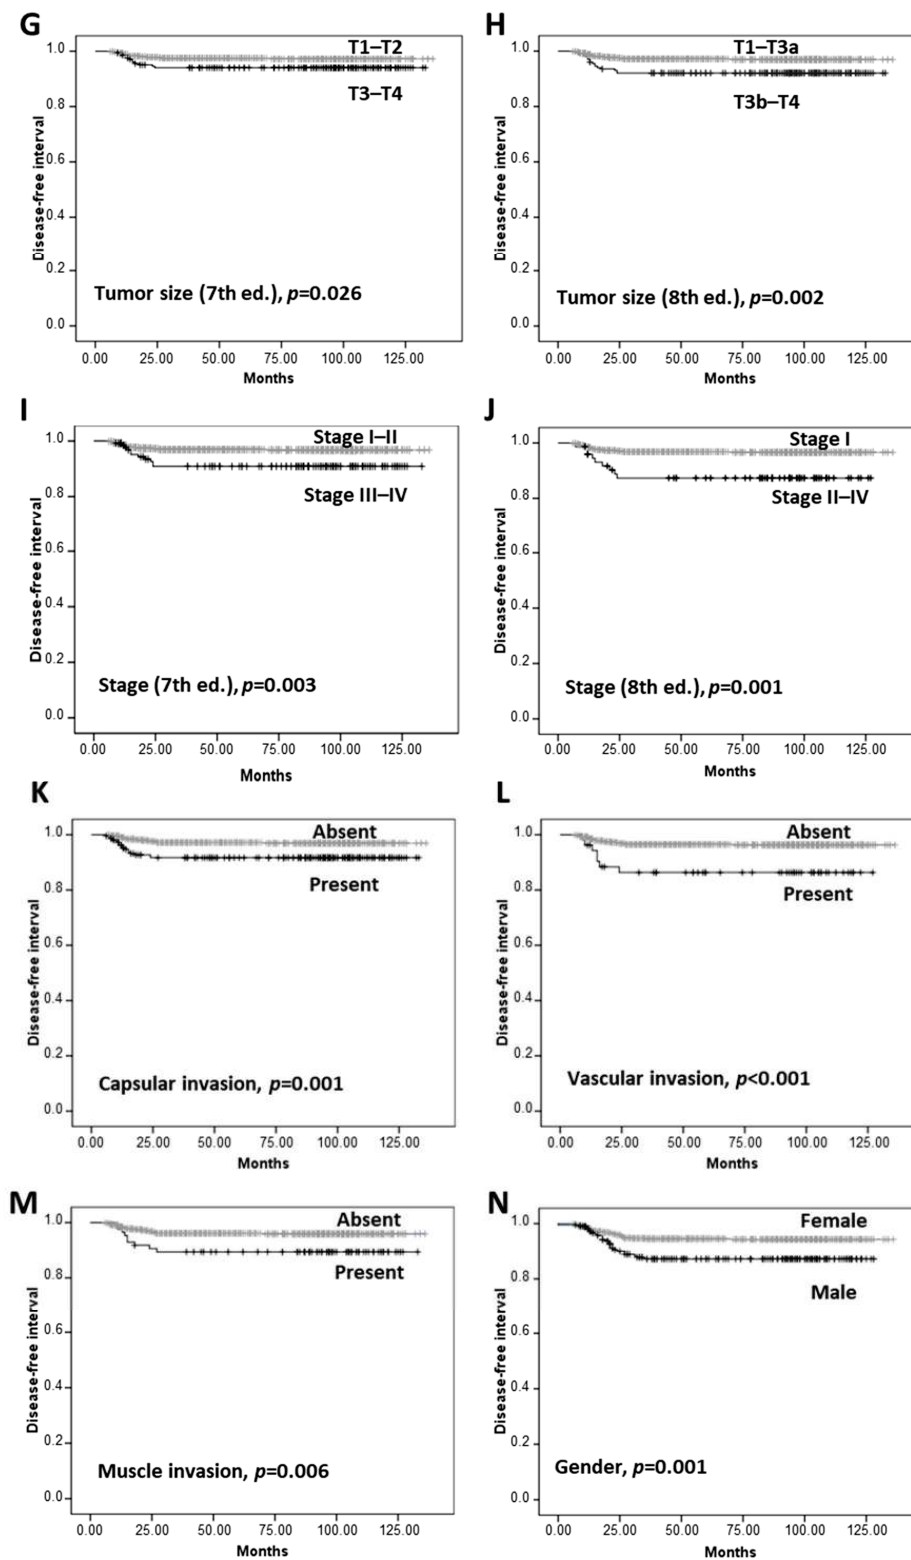 G
Disease-free interval
1.0
0.8
0.6
0.4
0.2
0.0
T1–T2
T3–T4
Tumor size (7th ed.), p=0.026
0.00 25.00 50.00 75.00 100.00 125.00
Months
H
Disease-free interval
1.0
0.8
0.6
0.4
0.2
0.0
T1–T3a
T3b–T4
Tumor size (8th ed.), p=0.002
0.00 25.00 50.00 75.00 100.00 125.00
Months
I
Disease-free interval
1.0
0.8
0.6
0.4
0.2
0.0
Stage I–II
Stage III–IV
Stage (7th ed.), p=0.003
0.00 25.00 50.00 75.00 100.00 125.00
Months
J
Disease-free interval
1.0
0.8
0.6
0.4
0.2
0.0
Stage I
Stage II–IV
Stage (8th ed.), p=0.001
0.00 25.00 50.00 75.00 100.00 125.00
Months
K
Disease-free interval
1.0
0.8
0.6
0.4
0.2
0.0
Absent
Present
Capsular invasion, p=0.001
0.00 25.00 50.00 75.00 100.00 125.00
Months
L
Disease-free interval
1.0
0.8
0.6
0.4
0.2
0.0
Absent
Present
Vascular invasion, p<0.001
0.00 25.00 50.00 75.00 100.00 125.00
Months
M
Disease-free interval
1.0
0.8
0.6
0.4
0.2
0.0
Absent
Present
Muscle invasion, p=0.006
0.00 25.00 50.00 75.00 100.00 125.00
Months
N
Disease-free interval
1.0
0.8
0.6
0.4
0.2
0.0
Female
Male
Gender, p=0.001
0.00 25.00 50.00 75.00 100.00 125.00
Months